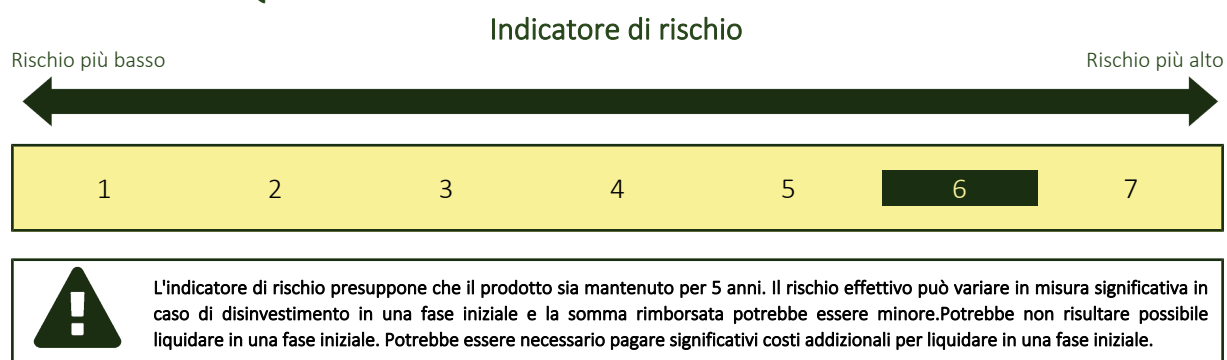 Indicatore di rischio
Rischio più basso Rischio più alto
1 2 3 4 5 6 7
L'indicatore di rischio presuppone che il prodotto sia mantenuto per 5 anni. Il rischio effettivo può variare in misura significativa in
caso di disinvestimento in una fase iniziale e la somma rimborsata potrebbe essere minore.Potrebbe non risultare possibile
liquidare in una fase iniziale. Potrebbe essere necessario pagare significativi costi addizionali per liquidare in una fase iniziale.